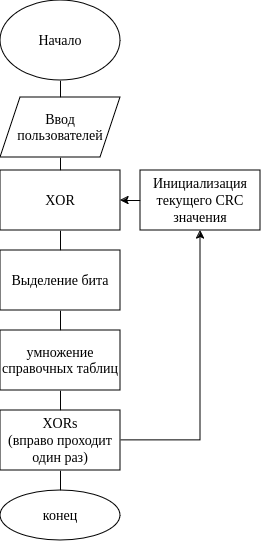 Начало
Ввод
пользователей
XOR
Инициализация
текущего CRC
значения
Выделение бита
умножение
справочных таблиц
XORs
(вправо проходит
один раз)
конец